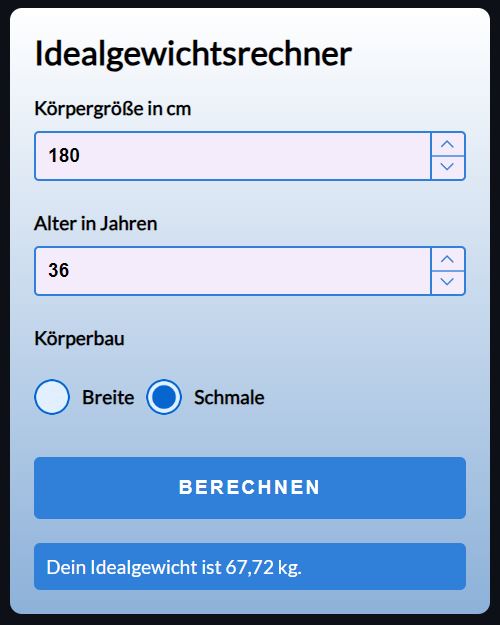 Idealgewichtsrechner
Körpergröße in cm
180
Alter in Jahren
36
Körperbau
Breite Schmale
BERECHNEN
Dein Idealgewicht ist 67,72 kg.